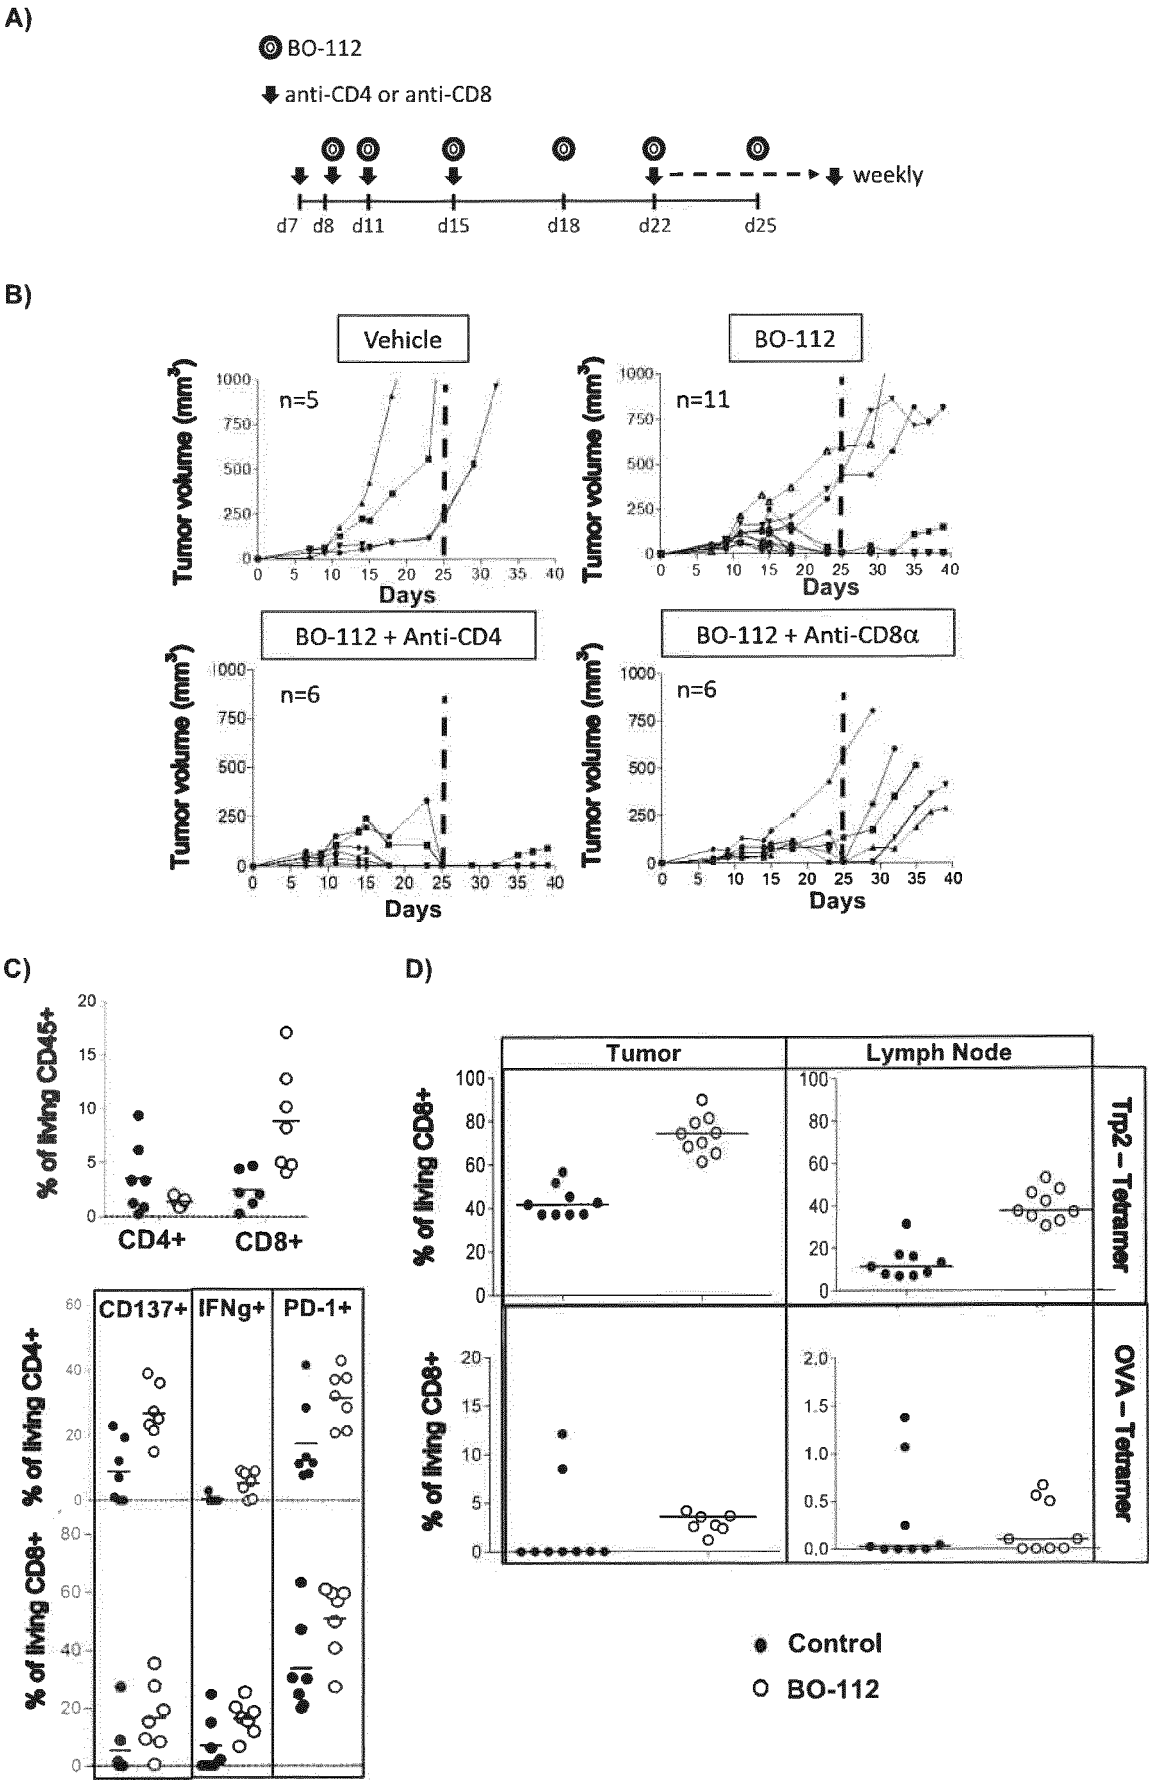 A)
BO-112
anti-CD4 or anti-CD8
weekly
d7 d8 d11 d15 d18 d22 d25
B)
Vehicle
Tumor volume (mm³)
n=5
1000
750
500
250
0
0 5 10 15 20 25 30 35 40
Days
BO-112
Tumor volume (mm³)
n=11
1000
750
500
250
0
0 5 10 15 20 25 30 35 40
Days
BO-112 + Anti-CD4
Tumor volume (mm³)
n=6
1000
750
500
250
0
0 5 10 15 20 25 30 35 40
Days
BO-112 + Anti-CD8α
Tumor volume (mm³)
n=6
1000
750
500
250
0
0 5 10 15 20 25 30 35 40
Days
C)
% of living CD45+
20
15
10
5
0
CD4+ CD8+
CD137+ IFNg+ PD-1+
% of living CD4+
60
40
20
0
% of living CD8+
80
60
40
20
0
D)
Tumor Lymph Node
% of living CD8+
100
80
60
40
20
0
100
80
60
40
20
0
Trp2 – Tetramer
% of living CD8+
20
15
10
5
0
2.0
1.5
1.0
0.5
0.0
OVA – Tetramer
Control
BO-112